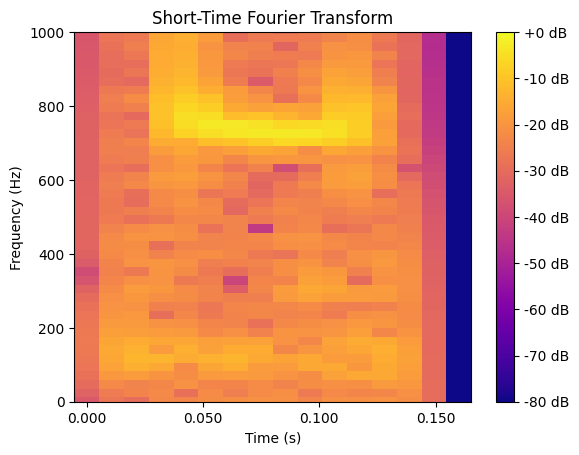 Short-Time Fourier Transform
1000
800
600
400
200
0
Frequency (Hz)
0.000
0.050
0.100
0.150
Time (s)
+0 dB
-10 dB
-20 dB
-30 dB
-40 dB
-50 dB
-60 dB
-70 dB
-80 dB